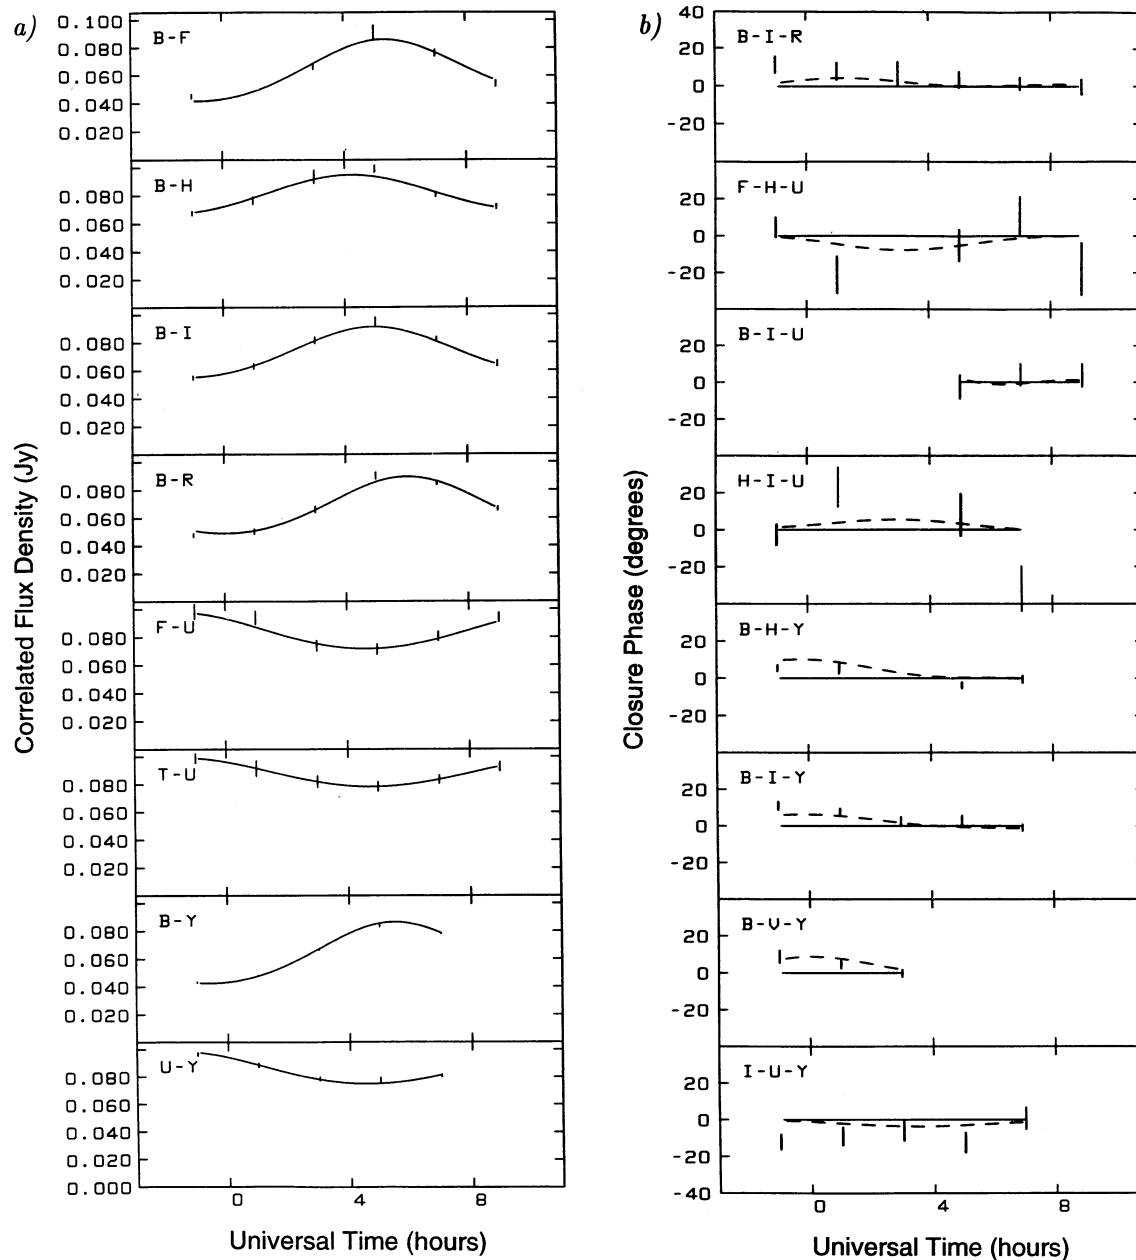 a)
Correlated Flux Density (Jy)
0.100
B-F
0.080
0.060
0.040
0.020
B-H
0.080
0.060
0.040
0.020
B-I
0.080
0.060
0.040
0.020
B-R
0.080
0.060
0.040
0.020
F-U
0.080
0.060
0.040
0.020
T-U
0.080
0.060
0.040
0.020
B-Y
0.080
0.060
0.040
0.020
U-Y
0.080
0.060
0.040
0.020
0.000
0 4 8
Universal Time (hours)
b)
Closure Phase (degrees)
40
B-I-R
20
0
-20
F-H-U
20
0
-20
B-I-U
20
0
-20
H-I-U
20
0
-20
B-H-Y
20
0
-20
B-I-Y
20
0
-20
B-V-Y
20
0
-20
I-U-Y
20
0
-20
-40
0 4 8
Universal Time (hours)